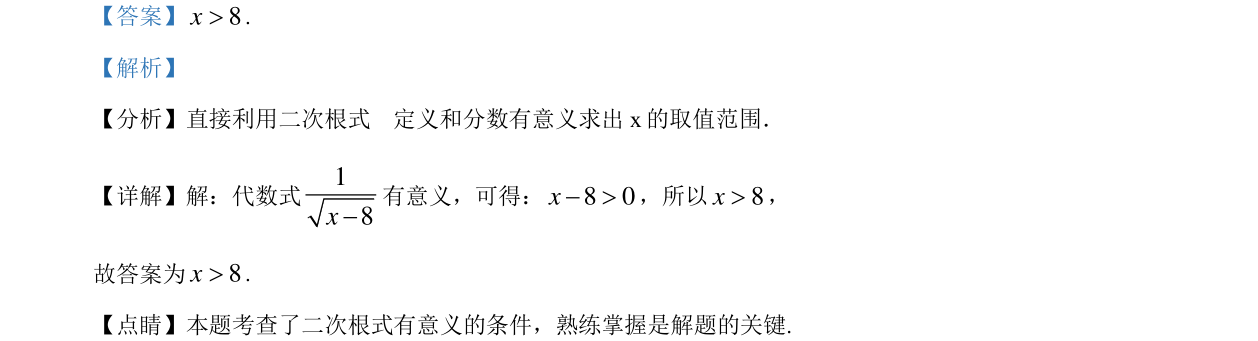 【答案】x>8.
【解析】
【分析】直接利用二次根式 定义和分数有意义求出 x 的取值范围.
【详解】解：代数式 \frac{1}{\sqrt{x-8}} 有意义，可得：x-8>0，所以 x>8，
故答案为 x>8.
【点睛】本题考查了二次根式有意义的条件，熟练掌握是解题的关键.